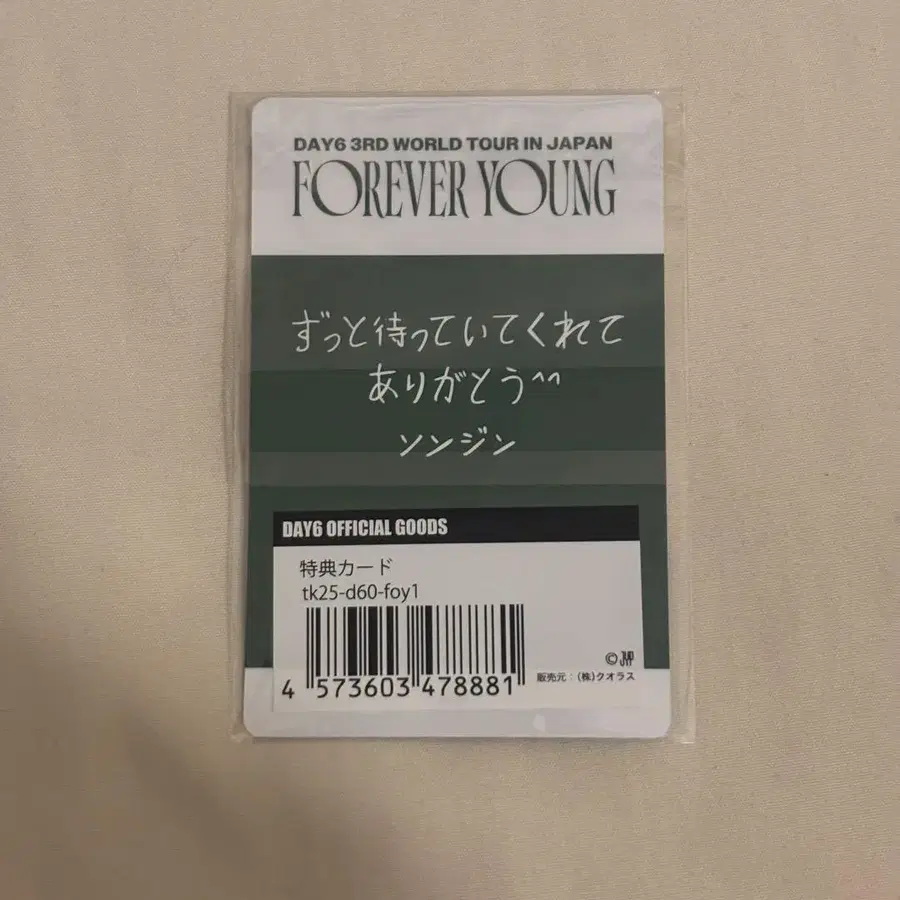 DAY6 3RD WORLD TOUR IN JAPAN
FOREVER YOUNG
ずっと待っていてくれて
ありがとう^^
ソンジン
DAY6 OFFICIAL GOODS
特典カード
tk25-d60-foy1
4 573603 478881
©JYP
販売元：(株)クオラス